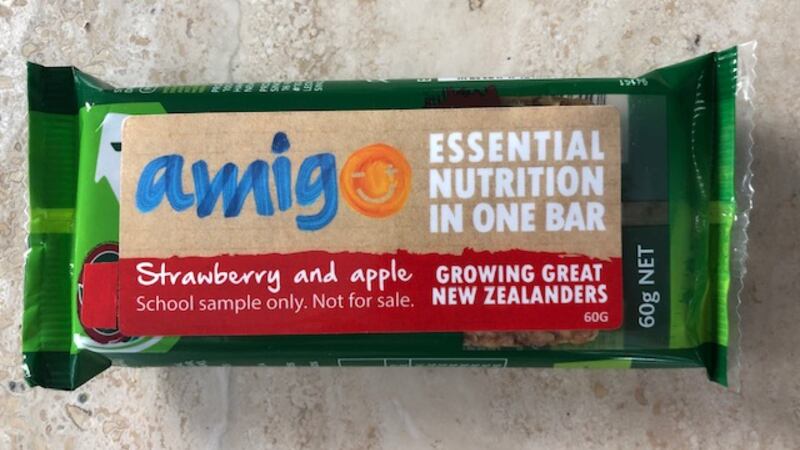 amigo
ESSENTIAL
NUTRITION
IN ONE BAR
Strawberry and apple
School sample only. Not for sale.
GROWING GREAT
NEW ZEALANDERS
60G
60g NET